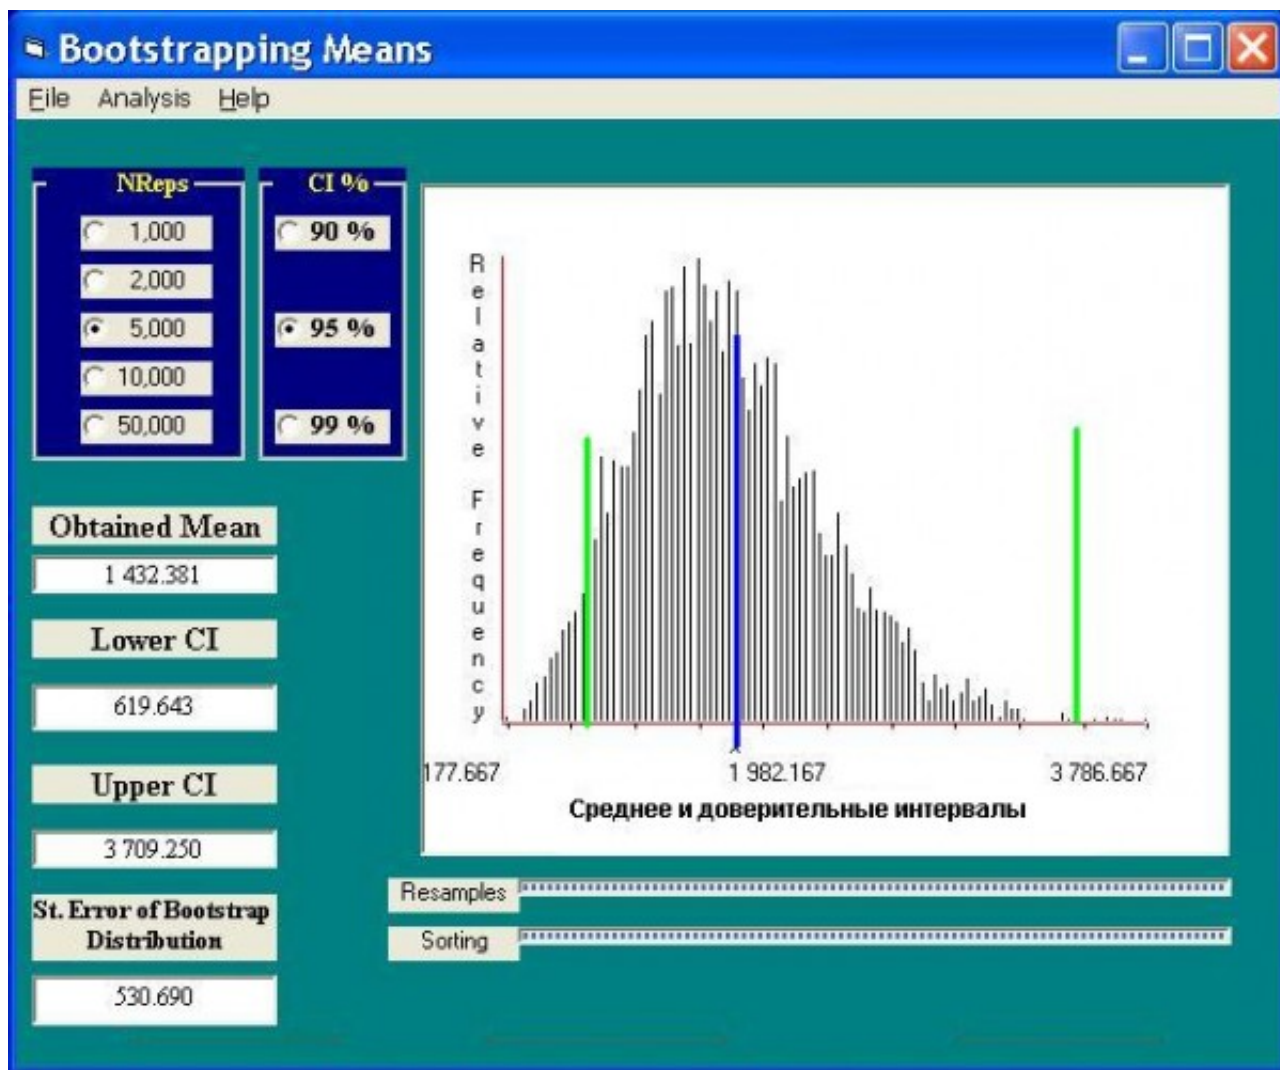 Bootstrapping Means
File Analysis Help
NReps
1,000
2,000
5,000
10,000
50,000
CI %
90 %
95 %
99 %
Obtained Mean
1 432.381
Lower CI
619.643
Upper CI
3 709.250
St. Error of Bootstrap
Distribution
530.690
Relative Frequency
177.667 1 982.167 3 786.667
Среднее и доверительные интервалы
Resamples
Sorting